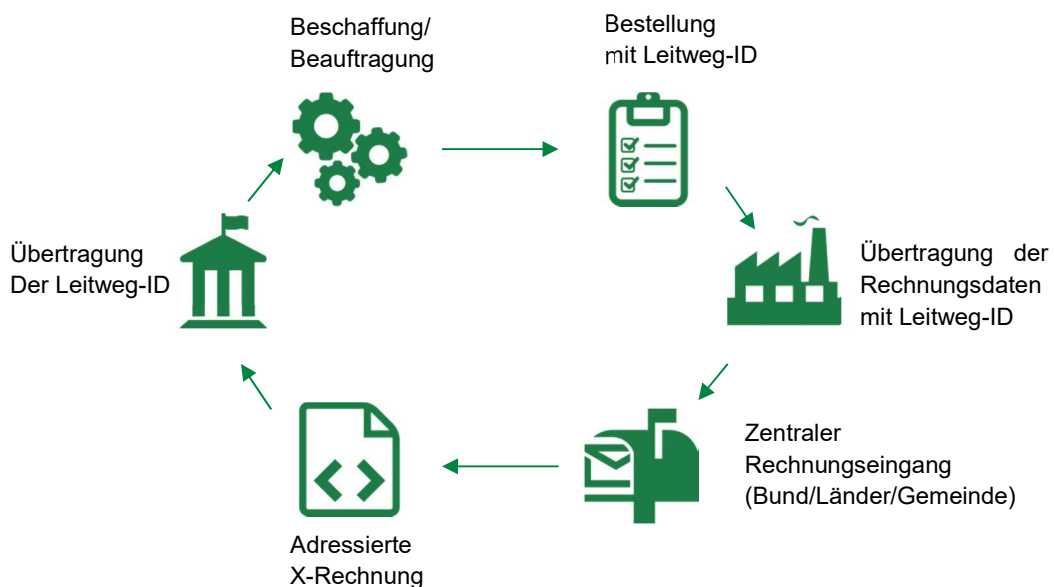 Beschaffung/
Beauftragung
Bestellung
mit Leitweg-ID
Übertragung
Der Leitweg-ID
Übertragung der
Rechnungsdaten
mit Leitweg-ID
Zentraler
Rechnungseingang
(Bund/Länder/Gemeinde)
Adressierte
X-Rechnung